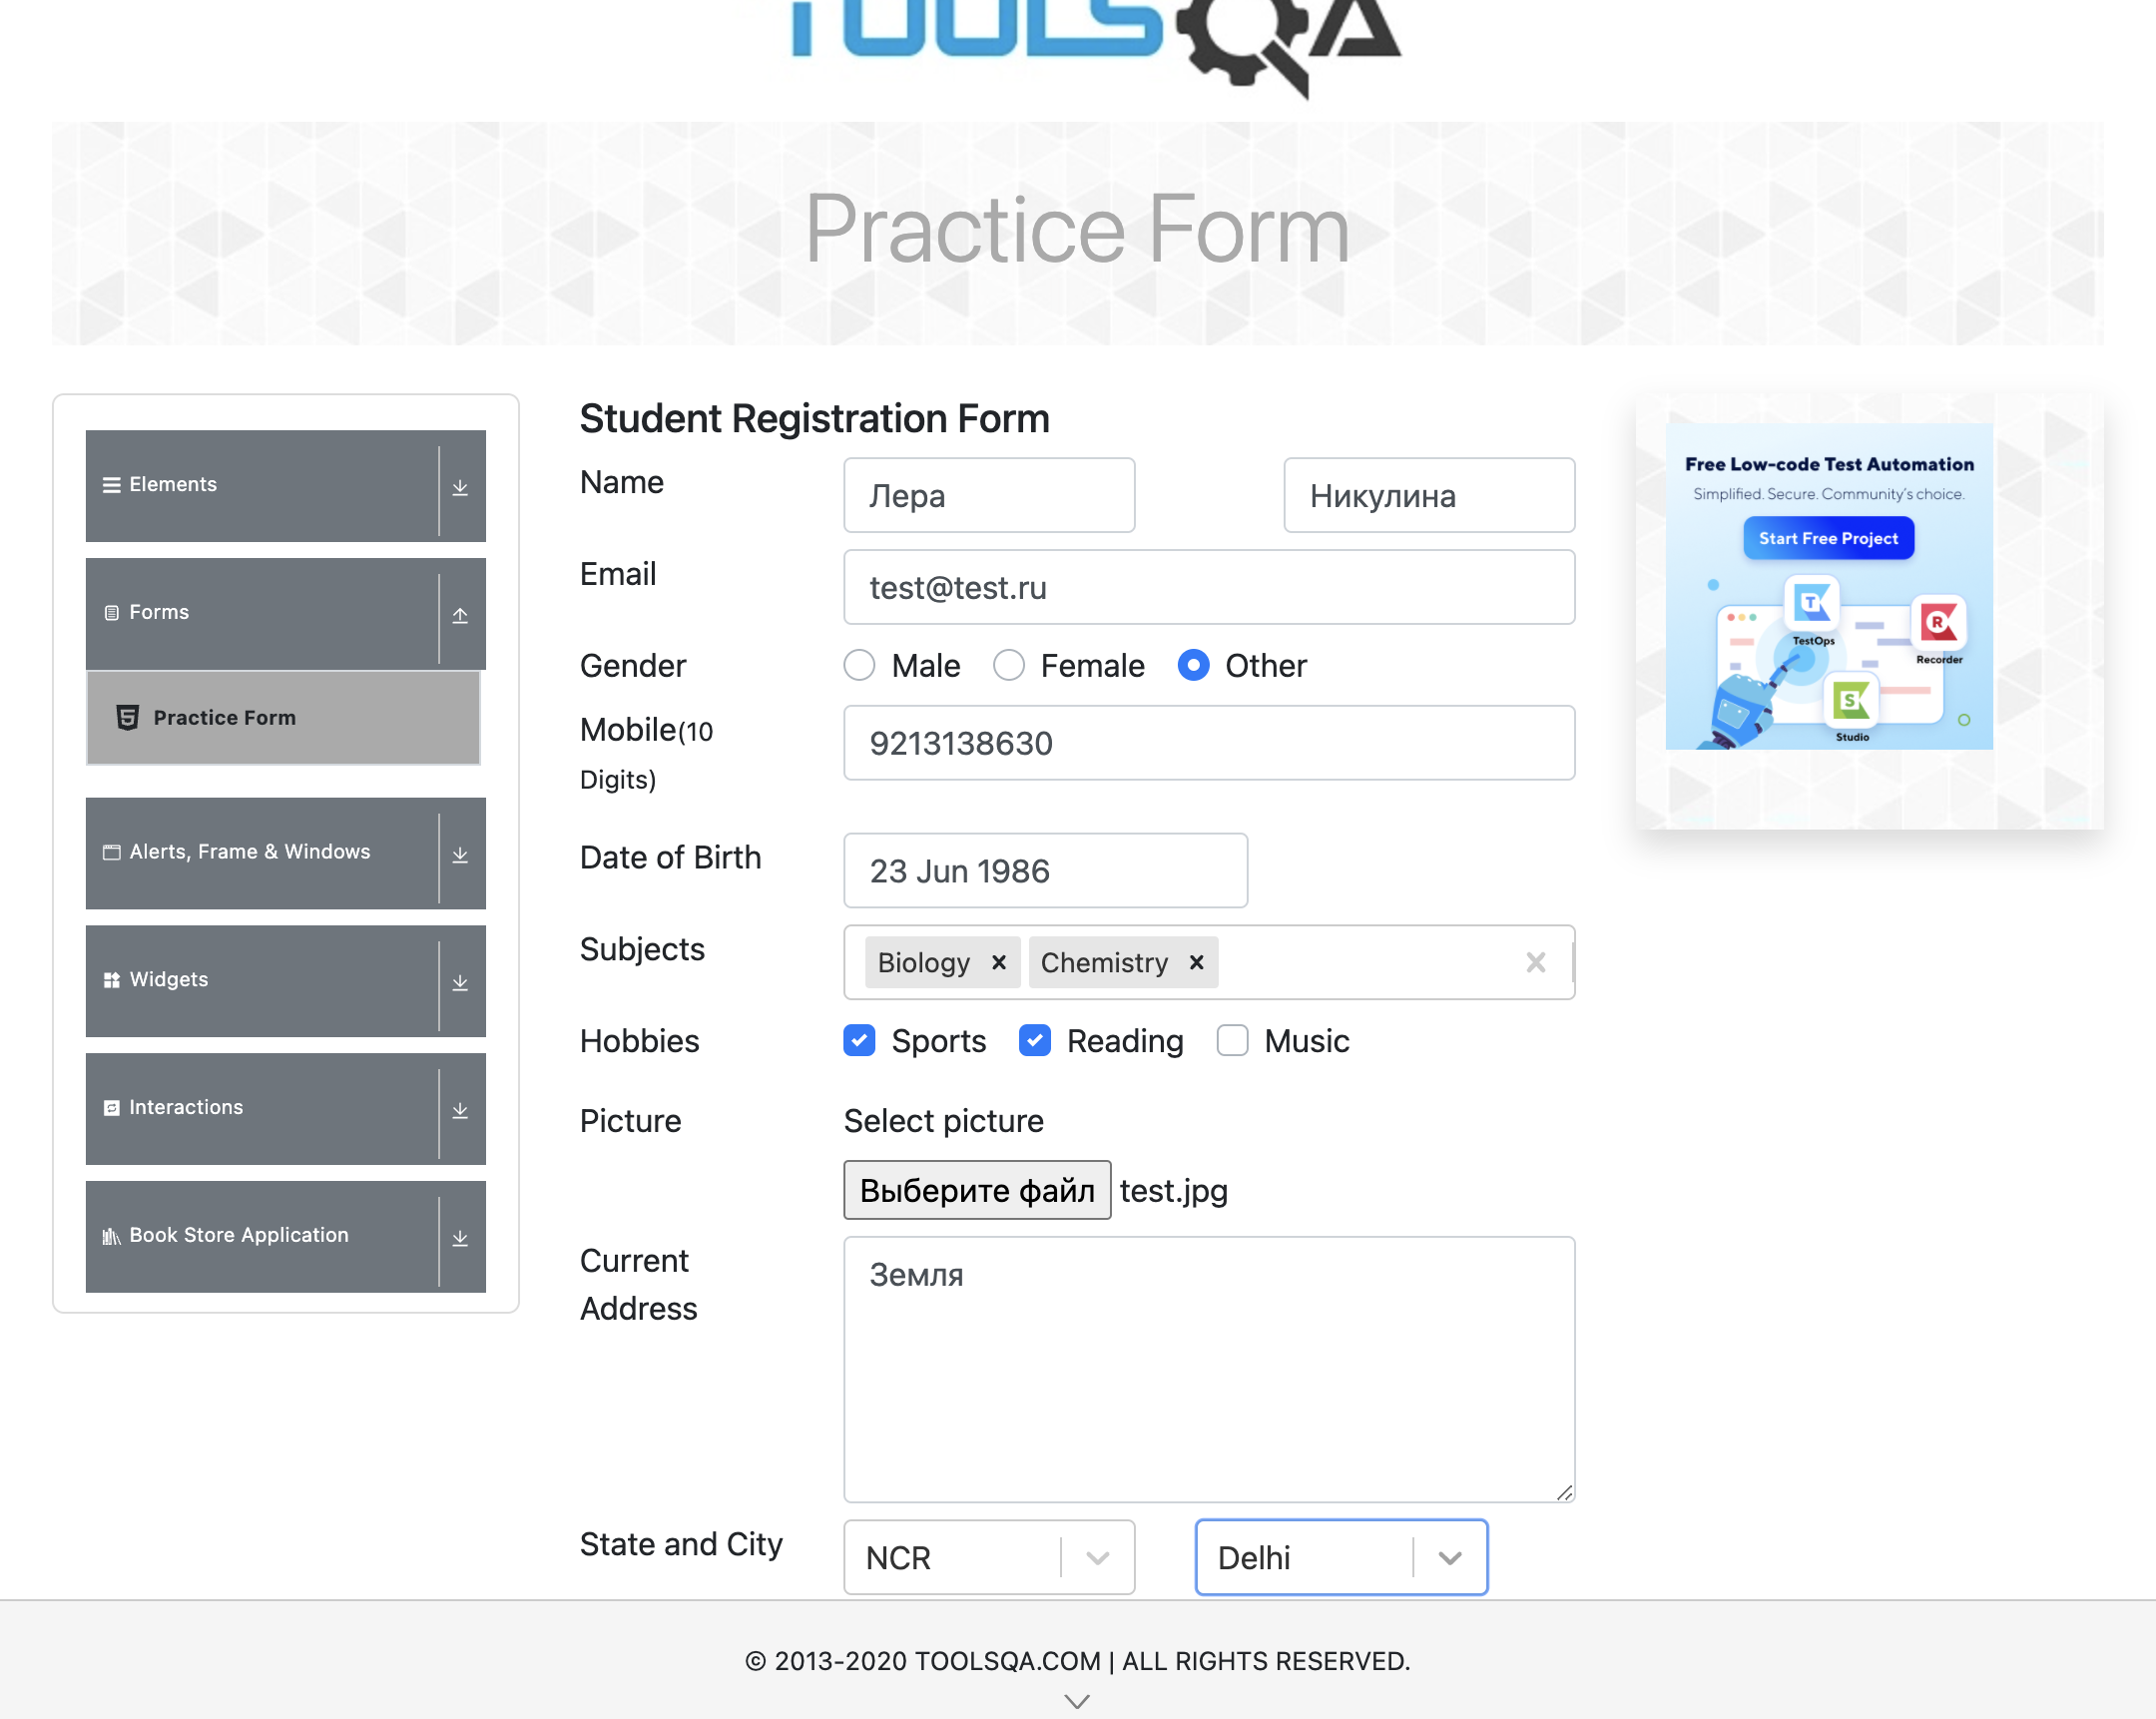 TOOLSQA
Practice Form
Elements
Forms
Practice Form
Alerts, Frame & Windows
Widgets
Interactions
Book Store Application
Student Registration Form
Name
Лера
Никулина
Email
test@test.ru
Gender
Male Female Other
Mobile(10
Digits)
9213138630
Date of Birth
23 Jun 1986
Subjects
Biology Chemistry
Hobbies
Sports Reading Music
Picture
Select picture
Выберите файл test.jpg
Current
Address
Земля
State and City
NCR
Delhi
Free Low-code Test Automation
Simplified. Secure. Community's choice.
Start Free Project
T
TestOps
R
Recorder
S
Studio
© 2013-2020 TOOLSQA.COM | ALL RIGHTS RESERVED.